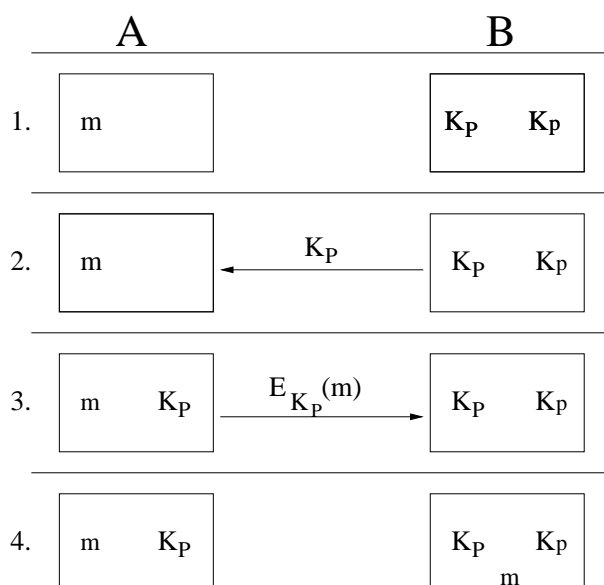 A B
1. m K_P K_p
2. m K_P K_P K_p
3. m K_P E_{K_P}(m) K_P K_p
4. m K_P K_P K_p
m